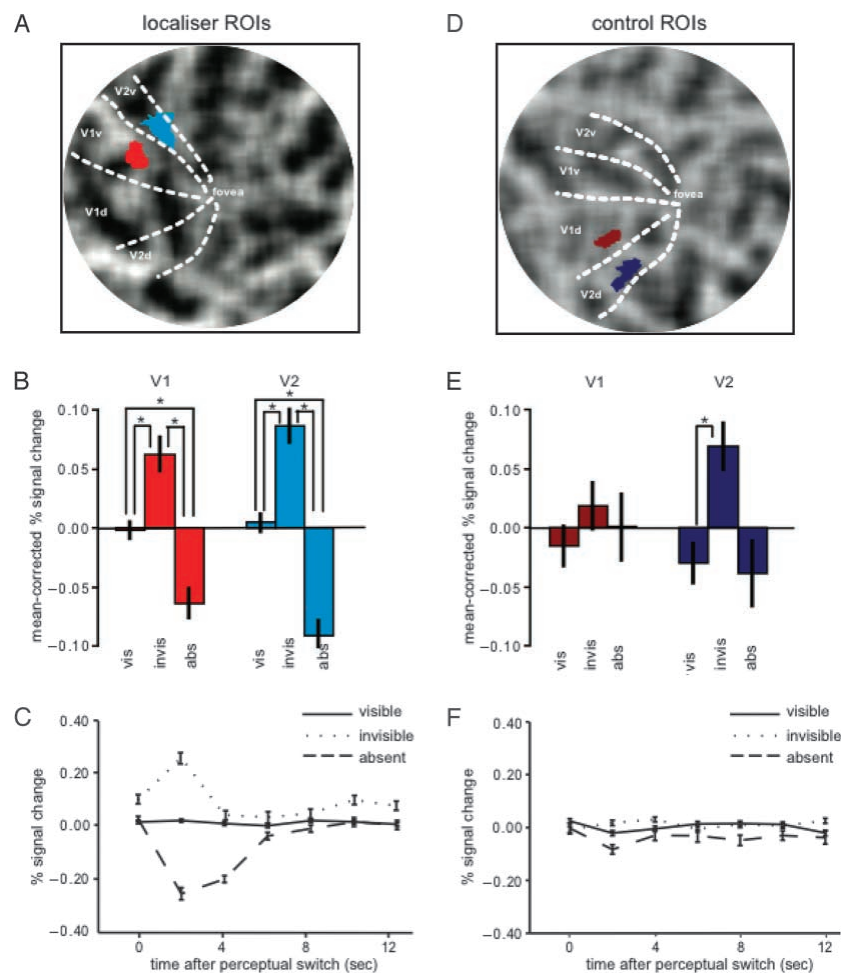 A localiser ROIs
V2v
V1v
fovea
V1d
V2d
D control ROIs
V2v
V1v
fovea
V1d
V2d
B V1 V2
mean-corrected % signal change
* * * * * *
0.10
0.05
0.00
−0.05
−0.10
vis invis abs vis invis abs
E V1 V2
mean-corrected % signal change
*
0.10
0.05
0.00
−0.05
−0.10
vis invis abs vis invis abs
C
% signal change
0.40
0.20
0.00
−0.20
−0.40
visible
invisible
absent
0 4 8 12
time after perceptual switch (sec)
F
% signal change
0.40
0.20
0.00
−0.20
−0.40
visible
invisible
absent
0 4 8 12
time after perceptual switch (sec)